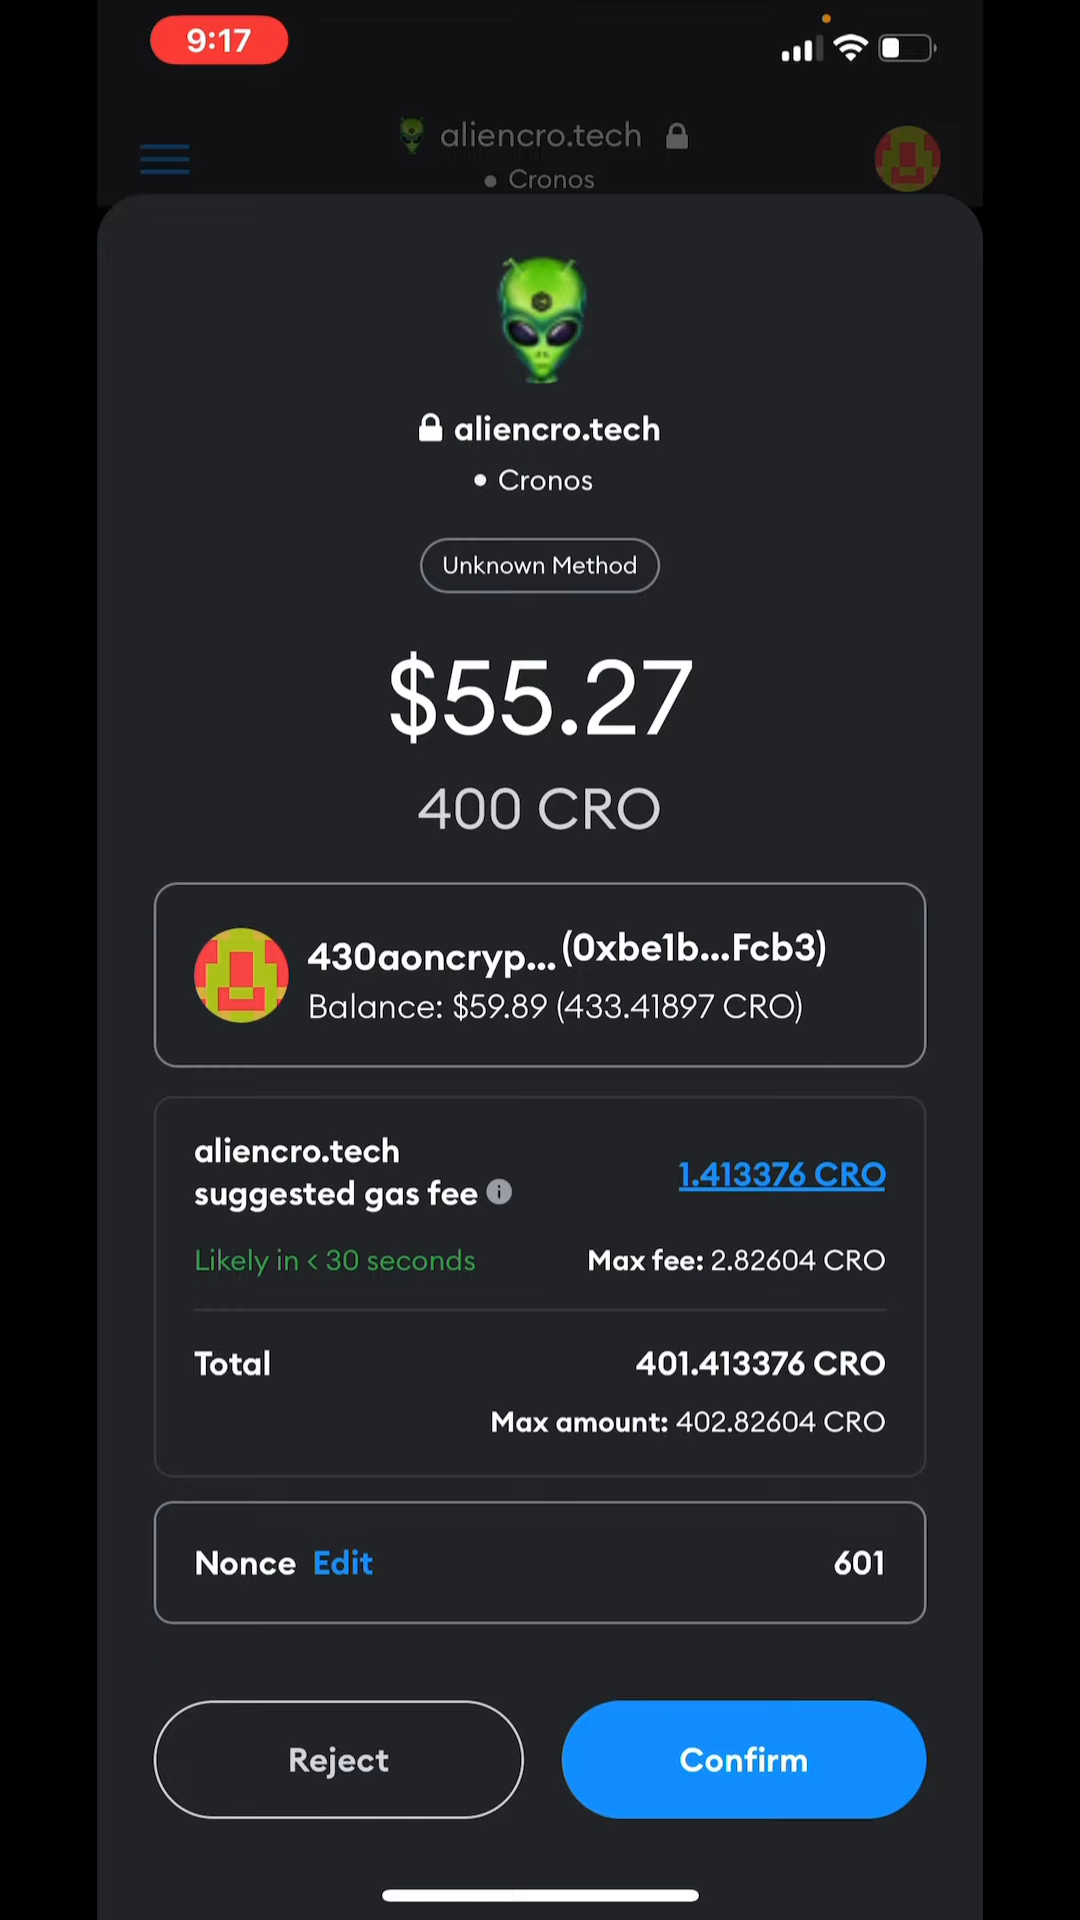 9:17
aliencro.tech
• Cronos
aliencro.tech
• Cronos
Unknown Method
$55.27
400 CRO
430aoncryp... (0xbe1b...Fcb3)
Balance: $59.89 (433.41897 CRO)
aliencro.tech
suggested gas fee
1.413376 CRO
Likely in < 30 seconds
Max fee: 2.82604 CRO
Total
401.413376 CRO
Max amount: 402.82604 CRO
Nonce Edit
601
Reject
Confirm